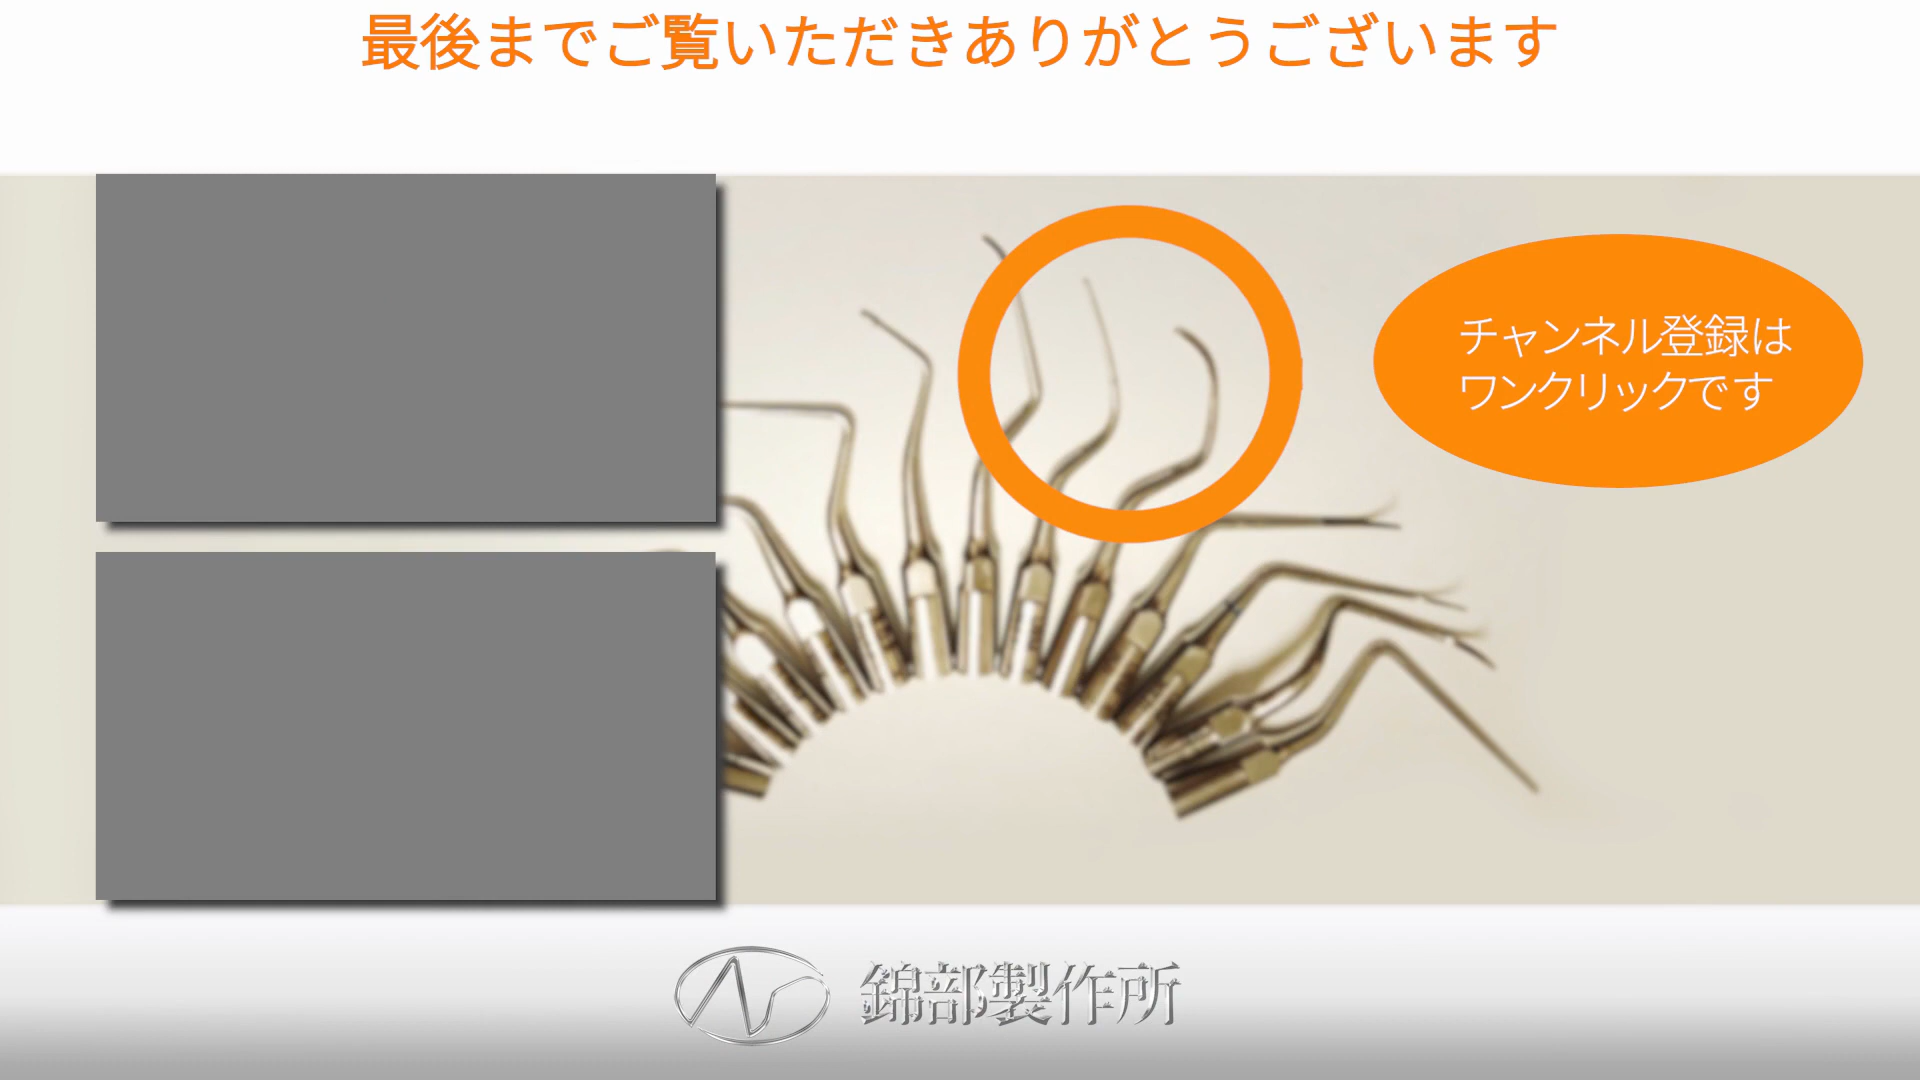 最後までご覧いただきありがとうございます
チャンネル登録は
ワンクリックです
錦部製作所